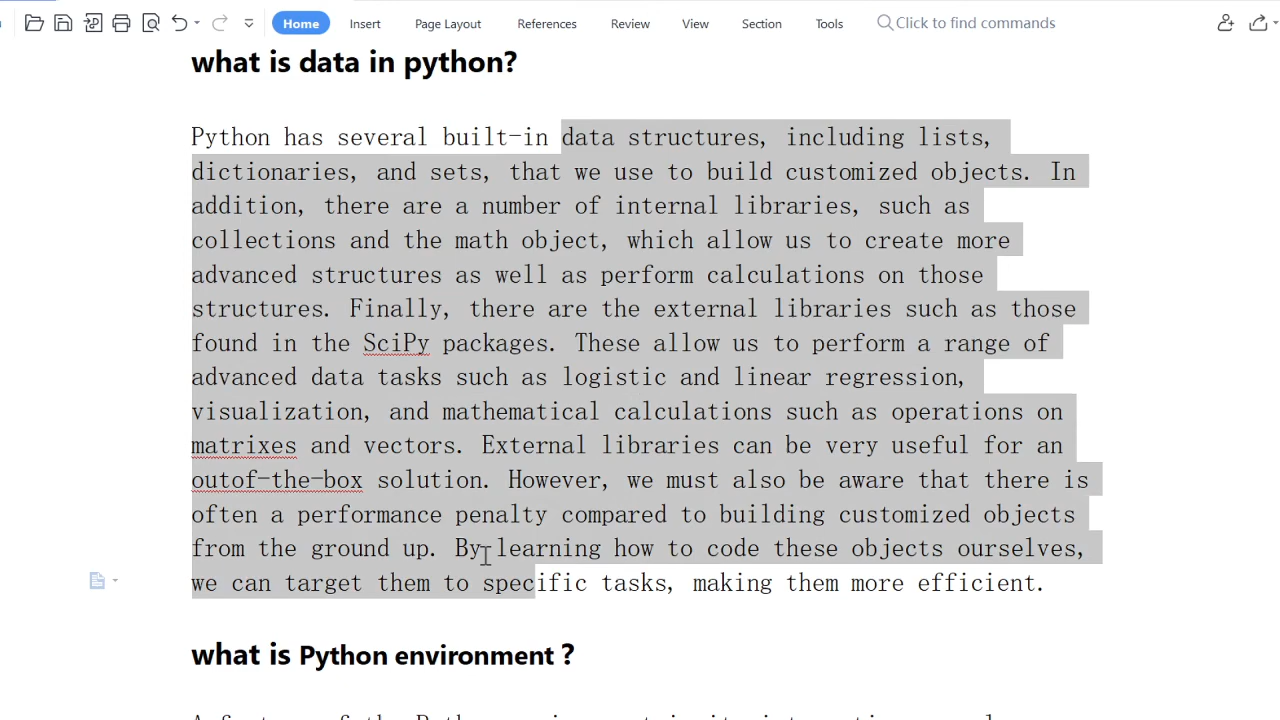 Home Insert Page Layout References Review View Section Tools Click to find commands
what is data in python?
Python has several built-in data structures, including lists,
dictionaries, and sets, that we use to build customized objects. In
addition, there are a number of internal libraries, such as
collections and the math object, which allow us to create more
advanced structures as well as perform calculations on those
structures. Finally, there are the external libraries such as those
found in the SciPy packages. These allow us to perform a range of
advanced data tasks such as logistic and linear regression,
visualization, and mathematical calculations such as operations on
matrixes and vectors. External libraries can be very useful for an
outof-the-box solution. However, we must also be aware that there is
often a performance penalty compared to building customized objects
from the ground up. By learning how to code these objects ourselves,
we can target them to specific tasks, making them more efficient.
what is Python environment ?